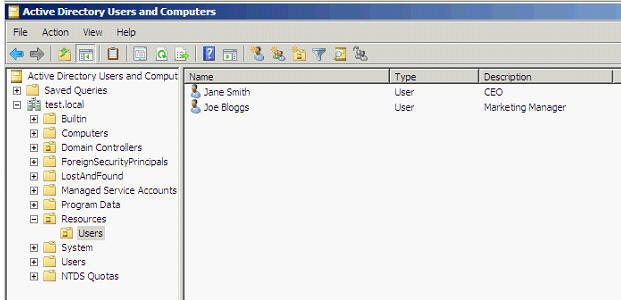 Active Directory Users and Computers
File Action View Help
Active Directory Users and Comput
Saved Queries
test.local
Builtin
Computers
Domain Controllers
ForeignSecurityPrincipals
LostAndFound
Managed Service Accounts
Program Data
Resources
Users
System
Users
NTDS Quotas
Name Type Description
Jane Smith User CEO
Joe Bloggs User Marketing Manager